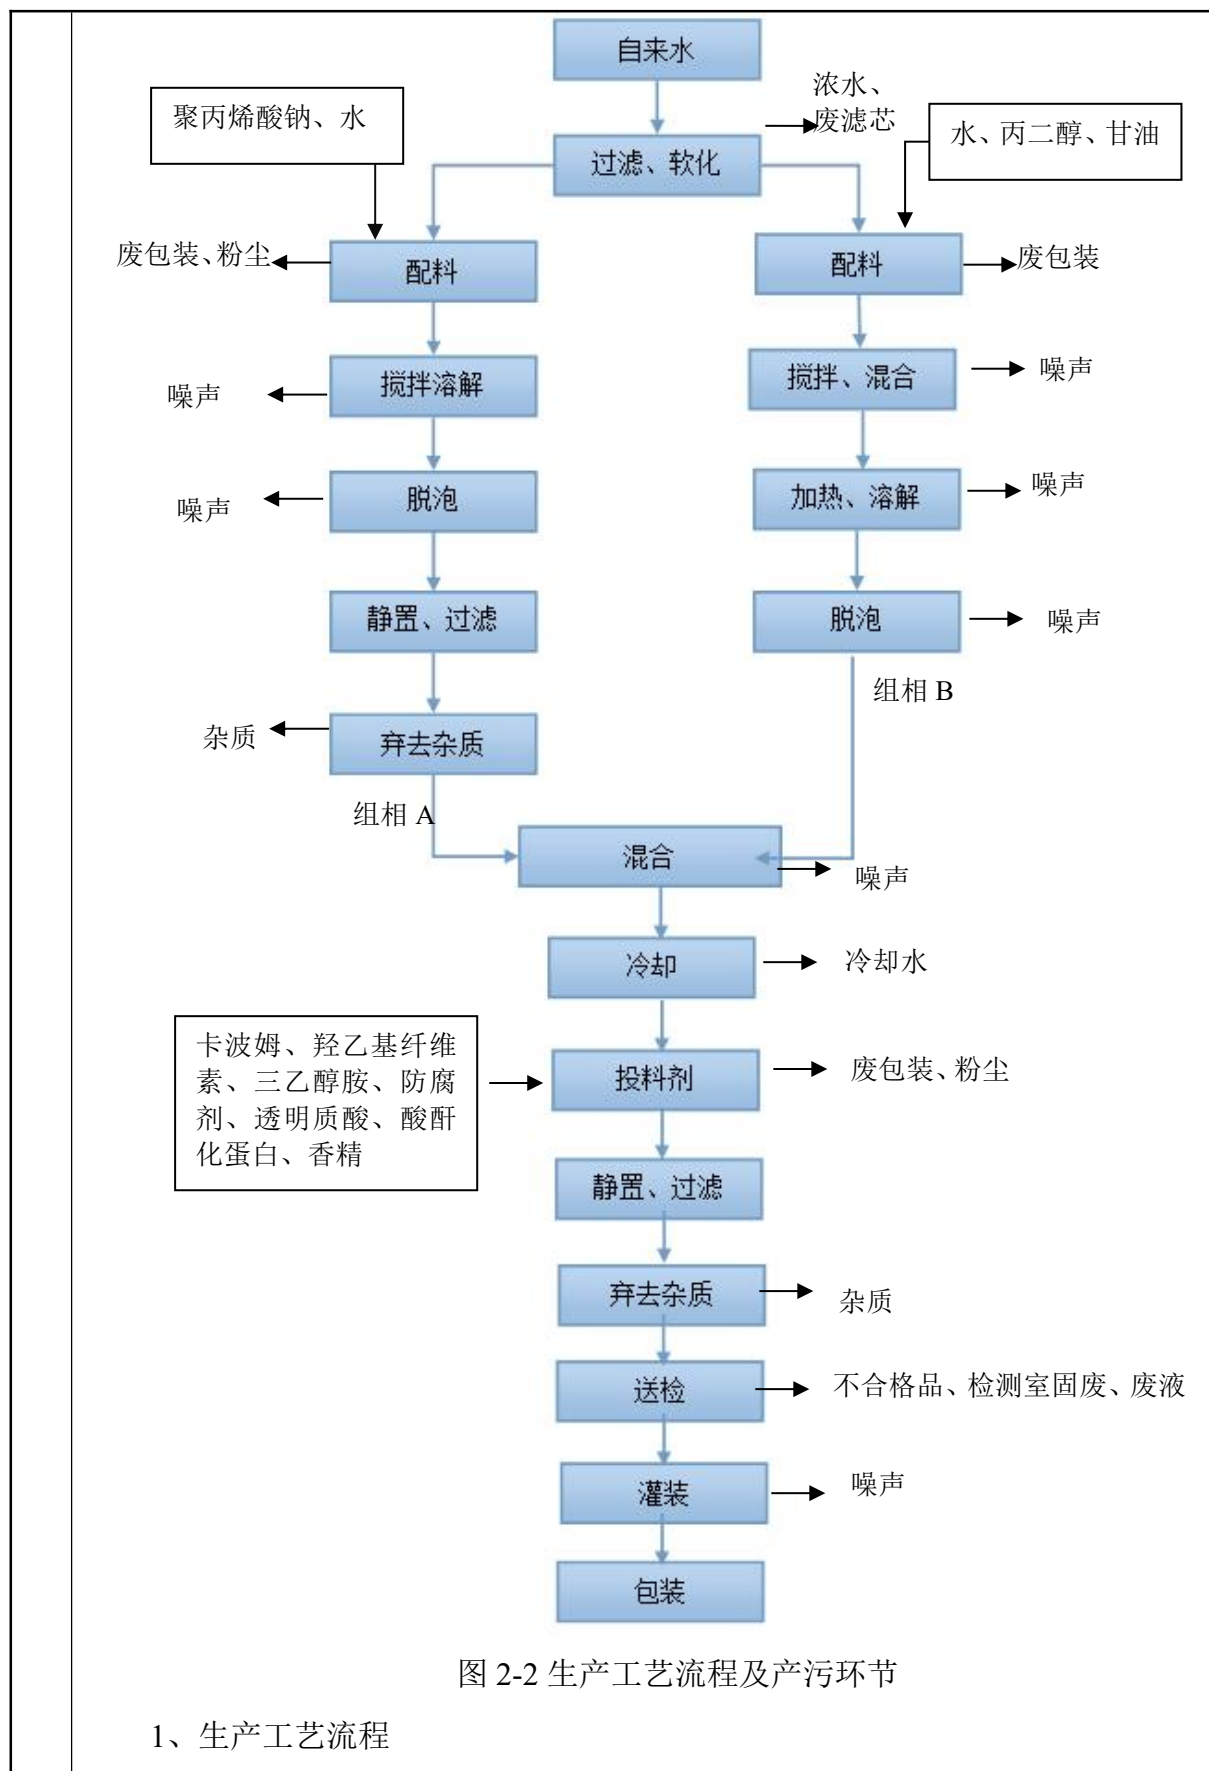 自来水
浓水、
废滤芯
聚丙烯酸钠、水
水、丙二醇、甘油
过滤、软化
废包装、粉尘
配料
配料
废包装
搅拌溶解
噪声
搅拌、混合
噪声
脱泡
噪声
加热、溶解
噪声
静置、过滤
脱泡
噪声
组相 B
杂质
弃去杂质
组相 A
混合
噪声
冷却
冷却水
卡波姆、羟乙基纤维
素、三乙醇胺、防腐
剂、透明质酸、酸酐
化蛋白、香精
投料剂
废包装、粉尘
静置、过滤
弃去杂质
杂质
送检
不合格品、检测室固废、废液
灌装
噪声
包装
图 2-2 生产工艺流程及产污环节
1、生产工艺流程